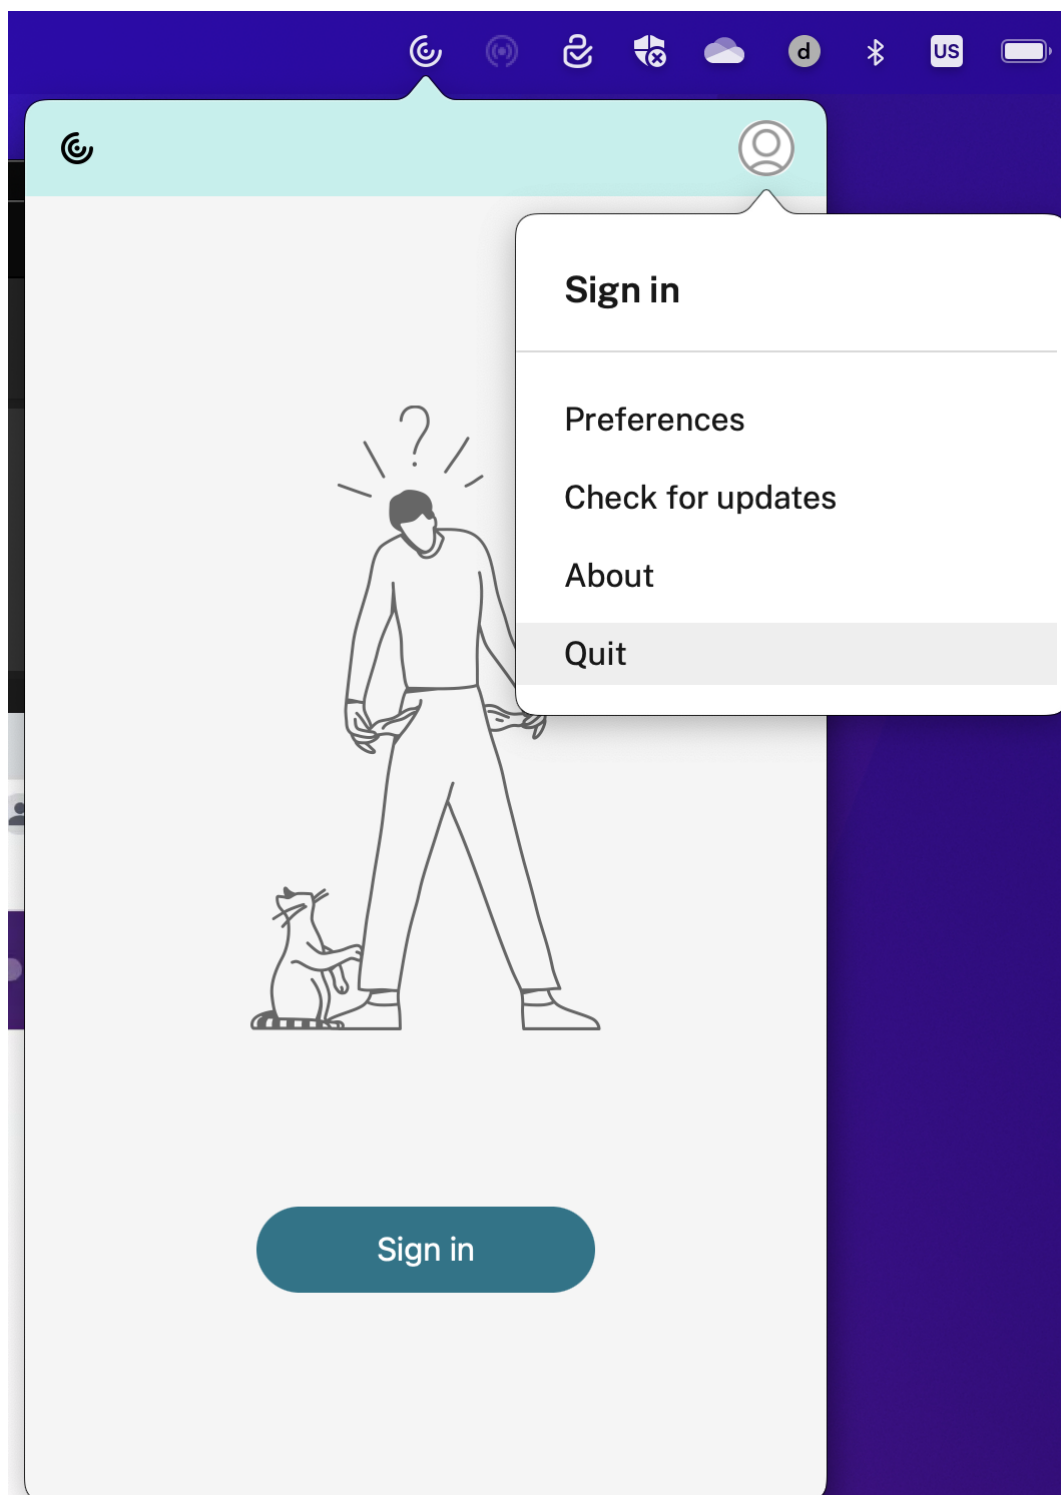 d
US
Sign in
Preferences
Check for updates
About
Quit
?
Sign in